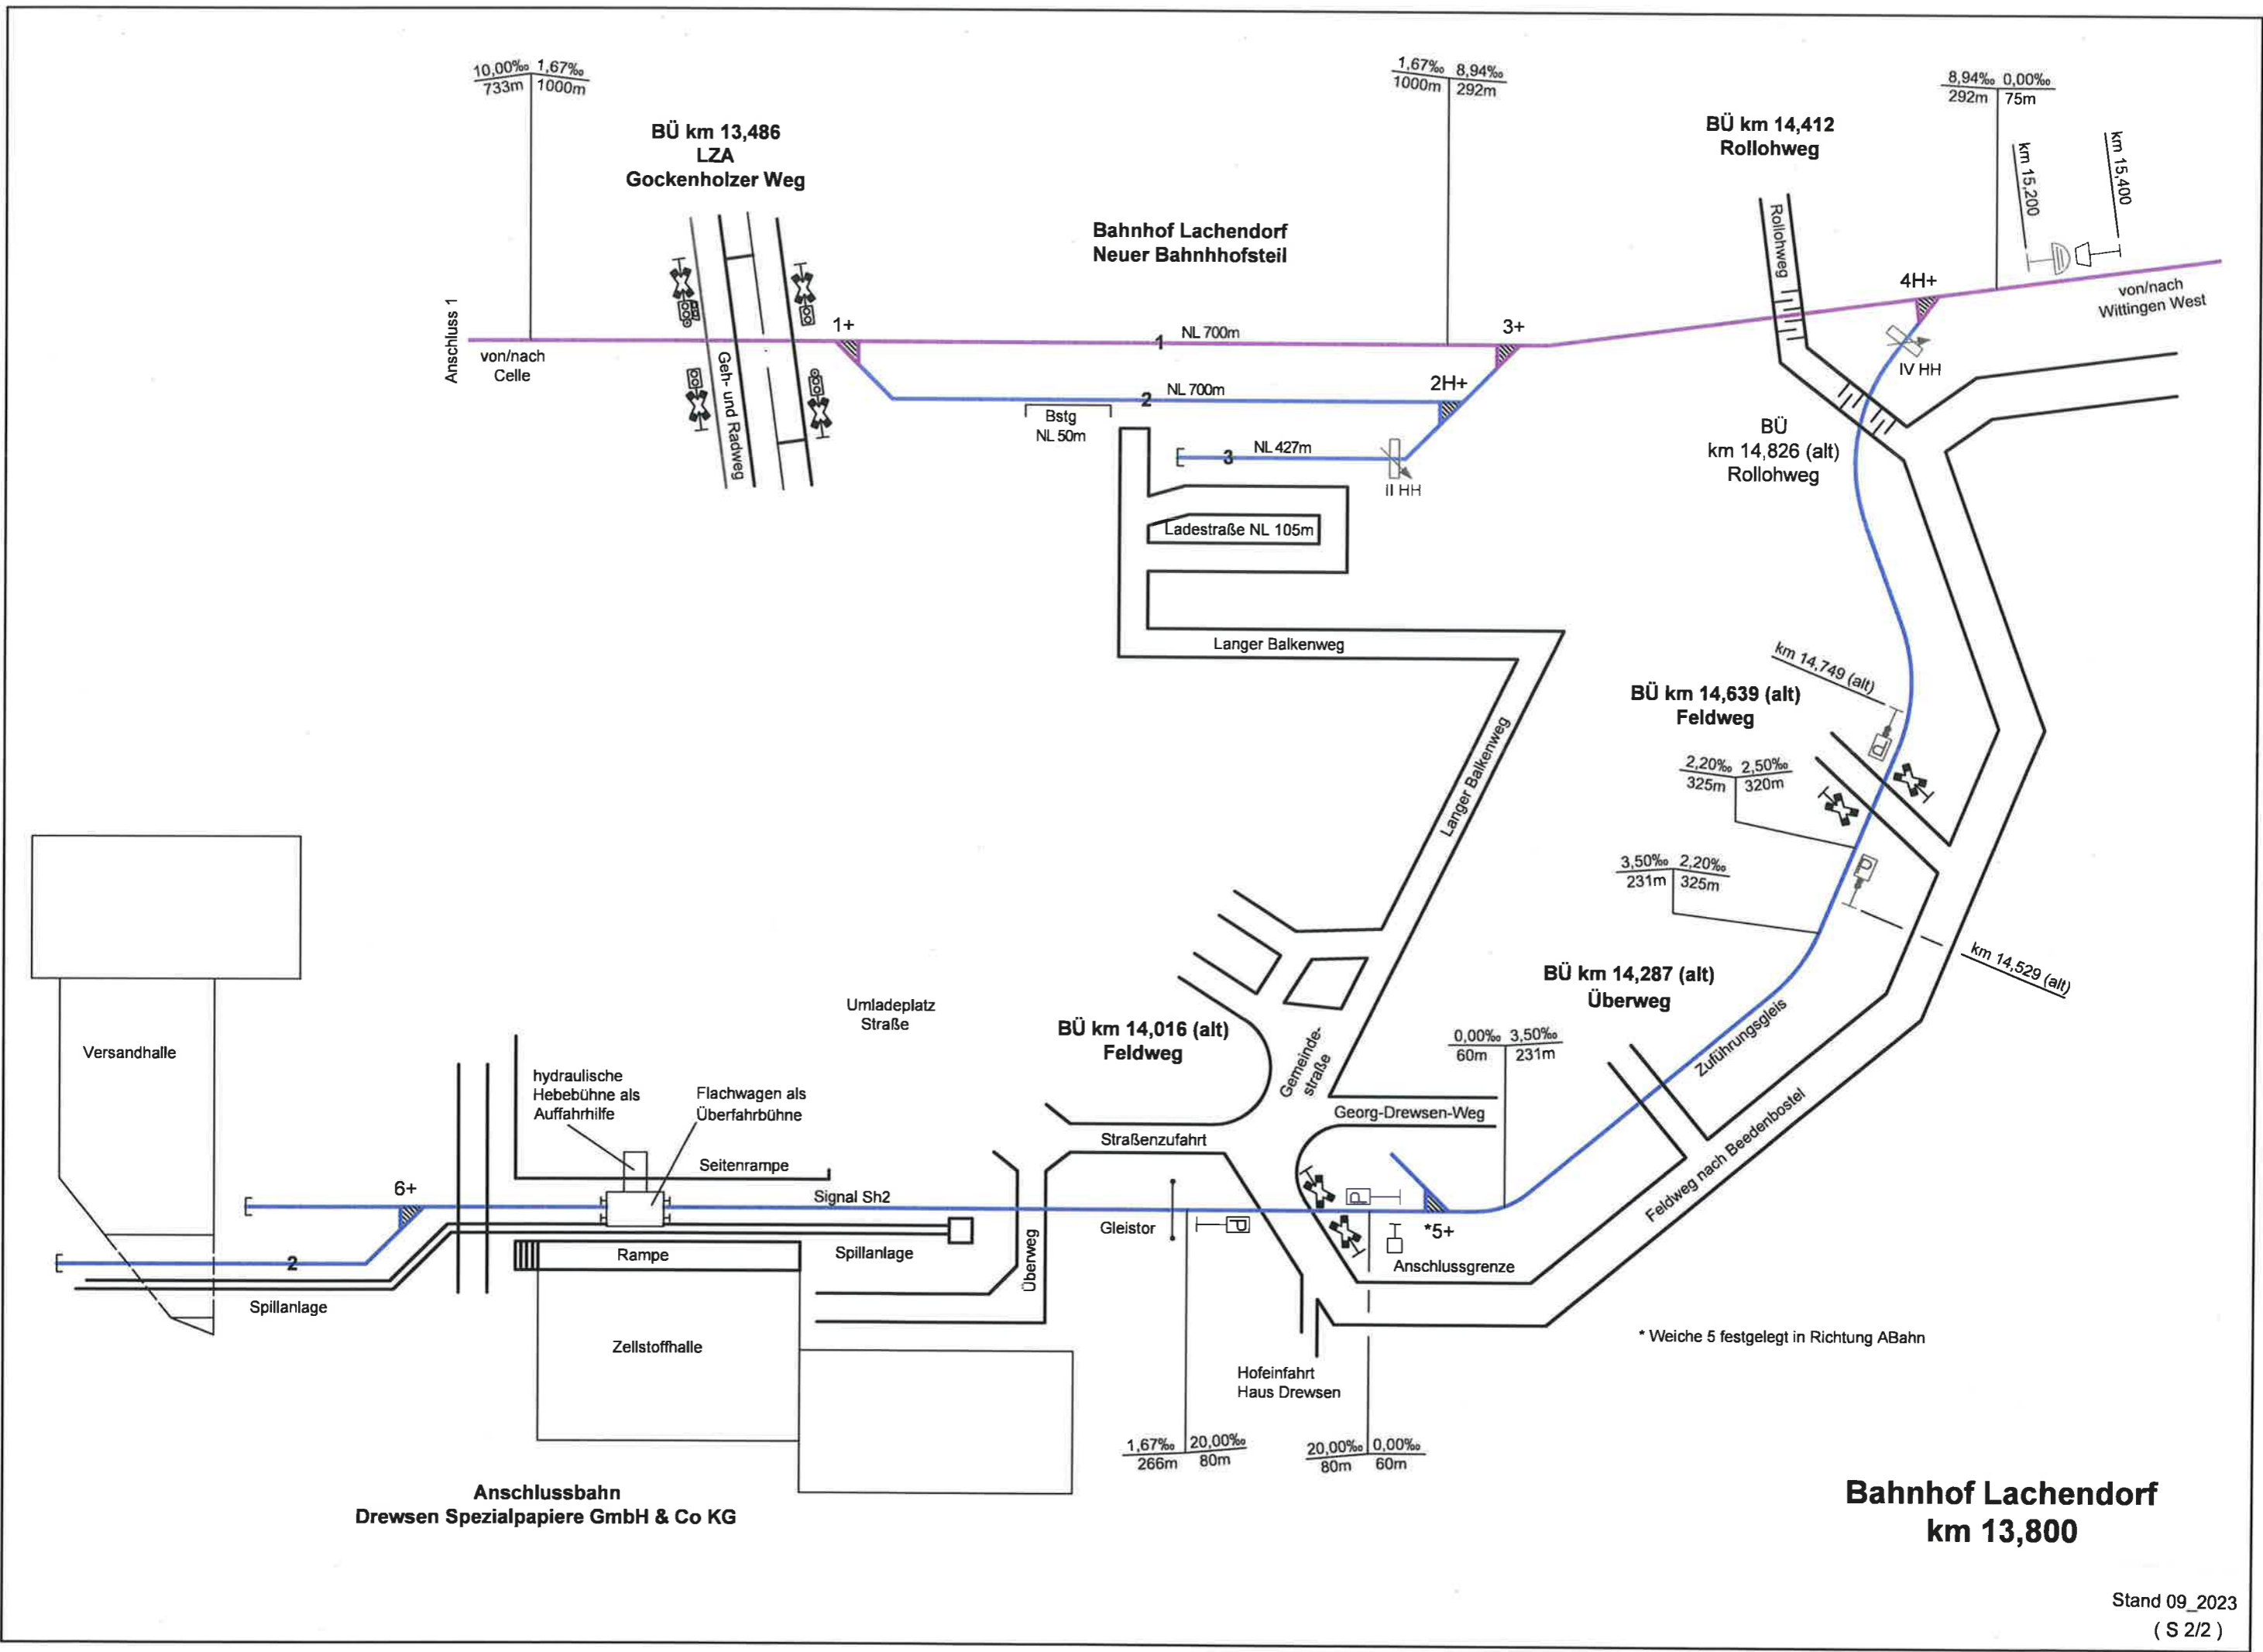 10,00‰ 1,67‰
733m 1000m
1,67‰ 8,94‰
1000m 292m
8,94‰ 0,00‰
292m 75m
BÜ km 13,486
LZA
Gockenholzer Weg
BÜ km 14,412
Rollohweg
km 15,200
km 15,400
Rollohweg
Bahnhof Lachendorf
Neuer Bahnhhofsteil
4H+
von/nach
Wittingen West
Anschluss 1
von/nach
Celle
Geh- und Radweg
1+
1
NL 700m
3+
IV HH
2
NL 700m
2H+
Bstg
NL 50m
3
NL 427m
II HH
BÜ
km 14,826 (alt)
Rollohweg
Ladestraße NL 105m
Langer Balkenweg
Langer Balkenweg
km 14,749 (alt)
BÜ km 14,639 (alt)
Feldweg
P
2,20‰ 2,50‰
325m 320m
3,50‰ 2,20‰
231m 325m
P
km 14,529 (alt)
BÜ km 14,287 (alt)
Überweg
Zuführungsgleis
Feldweg nach Beedenbostel
Versandhalle
Umladeplatz
Straße
BÜ km 14,016 (alt)
Feldweg
Gemeinde-
straße
0,00‰ 3,50‰
60m 231m
hydraulische
Hebebühne als
Auffahrhilfe
Flachwagen als
Überfahrbühne
Georg-Drewsen-Weg
Straßenzufahrt
Seitenrampe
6+
Signal Sh2
P
Gleistor
P
*5+
Anschlussgrenze
2
Spillanlage
Rampe
Spillanlage
Überweg
Zellstoffhalle
Hofeinfahrt
Haus Drewsen
* Weiche 5 festgelegt in Richtung ABahn
1,67‰ 20,00‰
266m 80m
20,00‰ 0,00‰
80m 60m
Anschlussbahn
Drewsen Spezialpapiere GmbH & Co KG
Bahnhof Lachendorf
km 13,800
Stand 09_2023
( S 2/2 )